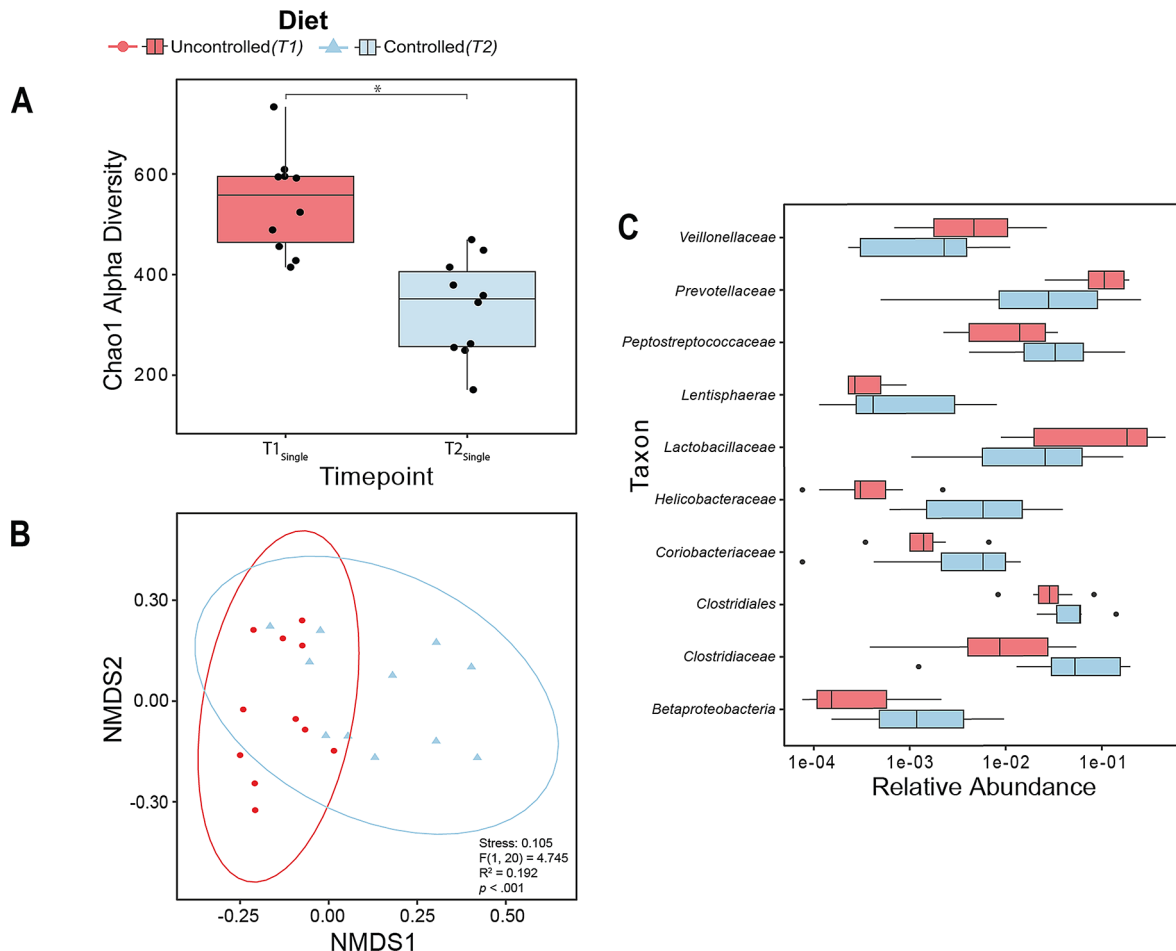 Diet
Uncontrolled(T1) Controlled(T2)
A
*
Chao1 Alpha Diversity
600
400
200
T1Single T2Single
Timepoint
B
NMDS2
0.30
0.00
-0.30
Stress: 0.105
F(1, 20) = 4.745
R² = 0.192
p < .001
-0.25 0.00 0.25 0.50
NMDS1
C
Taxon
Veillonellaceae
Prevotellaceae
Peptostreptococcaceae
Lentisphaerae
Lactobacillaceae
Helicobacteraceae
Coriobacteriaceae
Clostridiales
Clostridiaceae
Betaproteobacteria
1e-04 1e-03 1e-02 1e-01
Relative Abundance